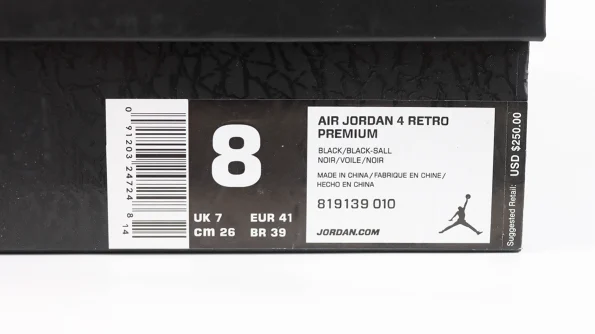 0 91203 24724 8 14
8
UK 7 EUR 41
cm 26 BR 39
AIR JORDAN 4 RETRO
PREMIUM
BLACK/BLACK-SALL
NOIR/VOILE/NOIR
MADE IN CHINA/FABRIQUE EN CHINE/
HECHO EN CHINA
819139 010
JORDAN.COM
Suggested Retail: USD $250.00